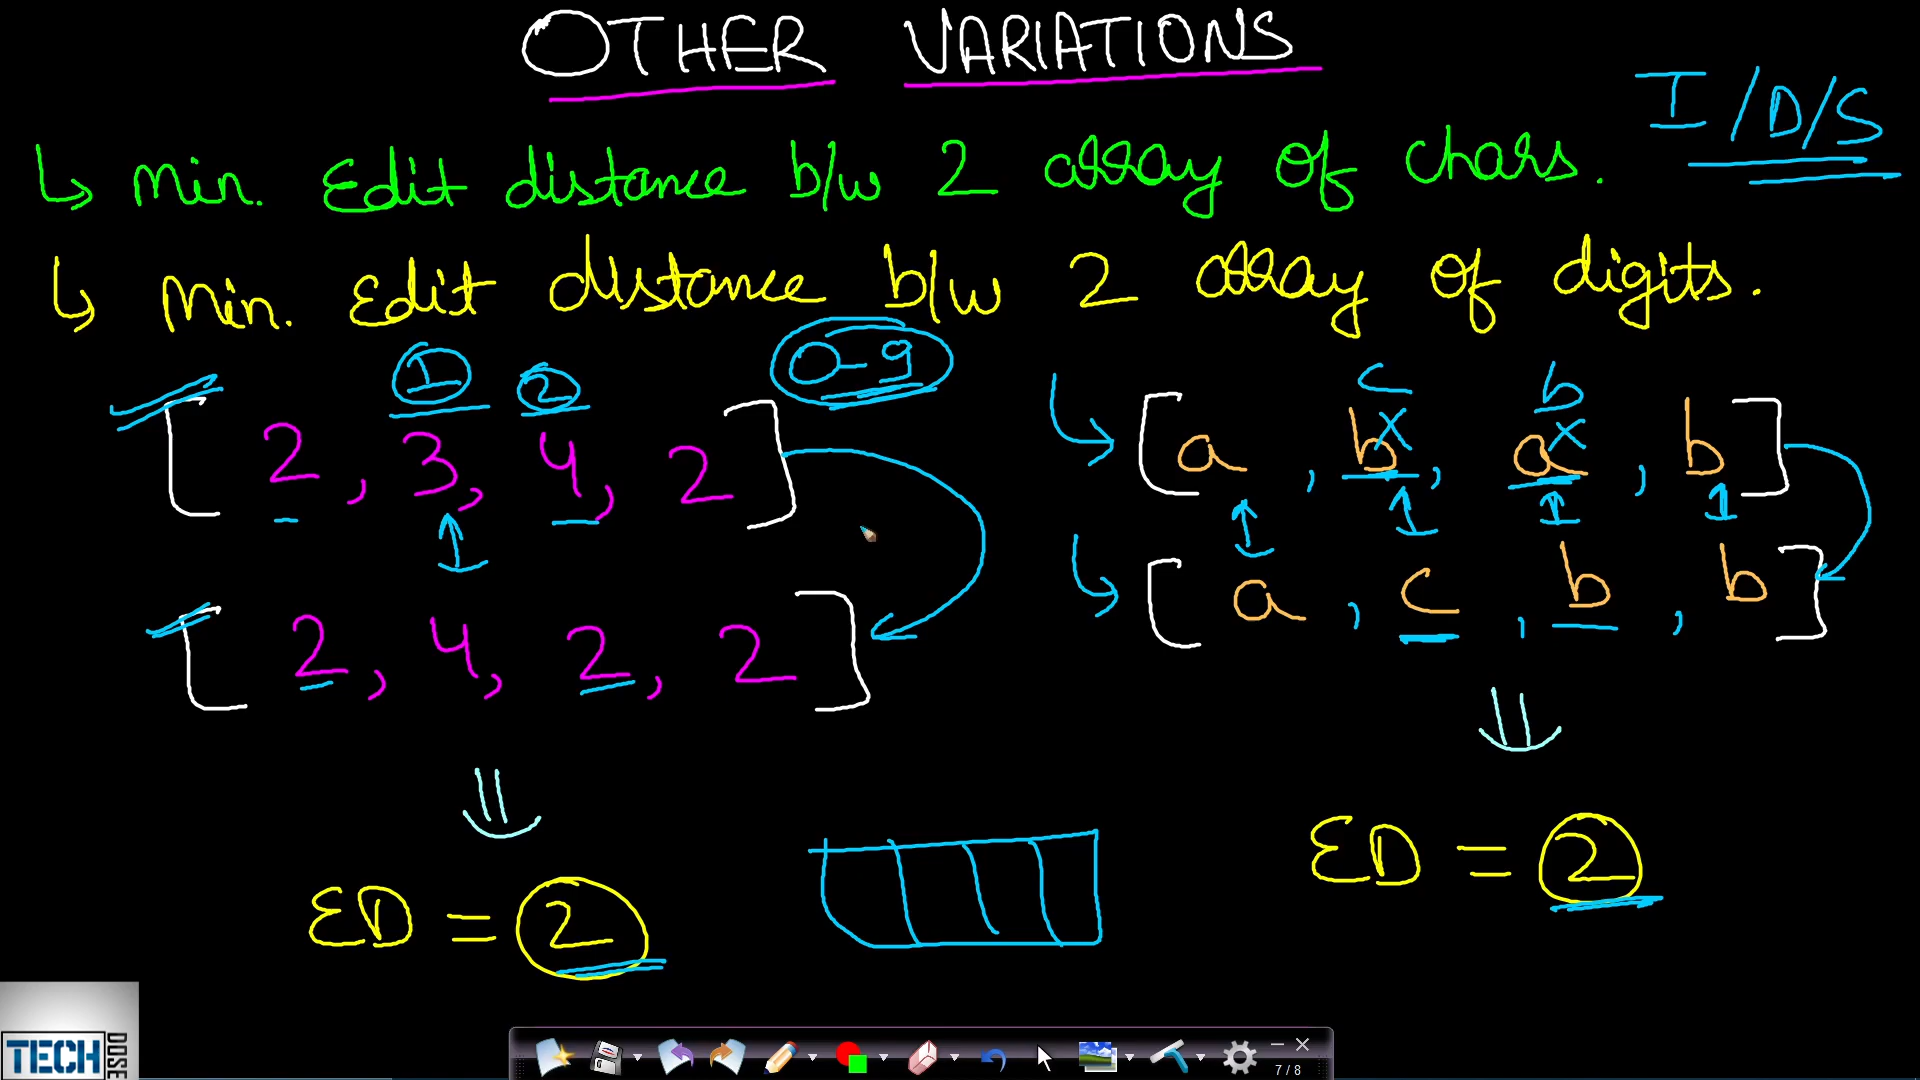 OTHER VARIATIONS
I/D/S
↳ Min. Edit distance b/w 2 array of chars.
↳ Min. Edit distance b/w 2 array of digits.
1 2 0-9
c b
[2, 3, 4, 2]
[a, b, a, b]
[2, 4, 2, 2]
[a, c, b, b]
ED = 2
ED = 2
TECH DOSE
7 / 8